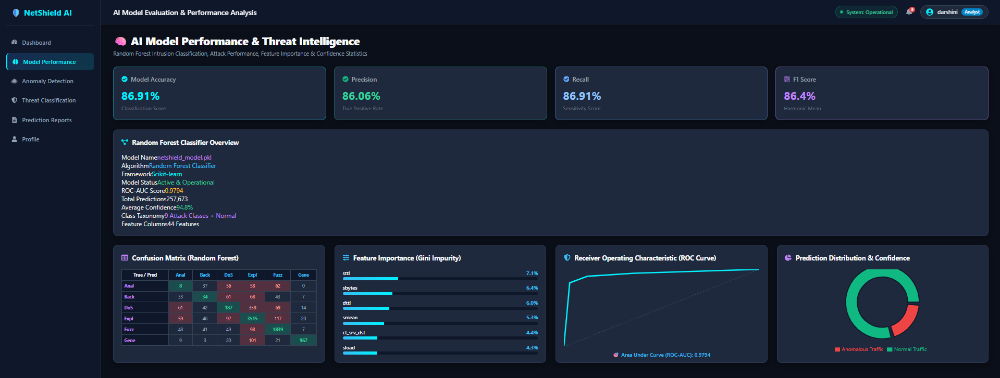 NetShield AI
AI Model Evaluation & Performance Analysis
System: Operational
3
darshini
Analyst
Dashboard
Model Performance
Anomaly Detection
Threat Classification
Prediction Reports
Profile
AI Model Performance & Threat Intelligence
Random Forest Intrusion Classification, Attack Performance, Feature Importance & Confidence Statistics
Model Accuracy
86.91%
Classification Score
Precision
86.06%
True Positive Rate
Recall
86.91%
Sensitivity Score
F1 Score
86.4%
Harmonic Mean
Random Forest Classifier Overview
Model Namenetshield_model.pkl
AlgorithmRandom Forest Classifier
FrameworkScikit-learn
Model StatusActive & Operational
ROC-AUC Score0.9794
Total Predictions257,673
Average Confidence94.8%
Class Taxonomy9 Attack Classes + Normal
Feature Columns44 Features
Confusion Matrix (Random Forest)
True / Pred Anal Back DoS Expl Fuzz Gene
Anal 8 37 56 58 62 0
Back 33 34 61 68 43 7
DoS 61 42 187 359 69 14
Expl 59 46 92 3515 117 20
Fuzz 48 41 49 98 1839 7
Gene 9 3 20 101 21 967
Feature Importance (Gini Impurity)
sttl 7.1%
sbytes 6.4%
dttl 6.0%
smean 5.3%
ct_srv_dst 4.4%
sload 4.3%
Receiver Operating Characteristic (ROC Curve)
Area Under Curve (ROC-AUC): 0.9794
Prediction Distribution & Confidence
Anomalous Traffic Normal Traffic